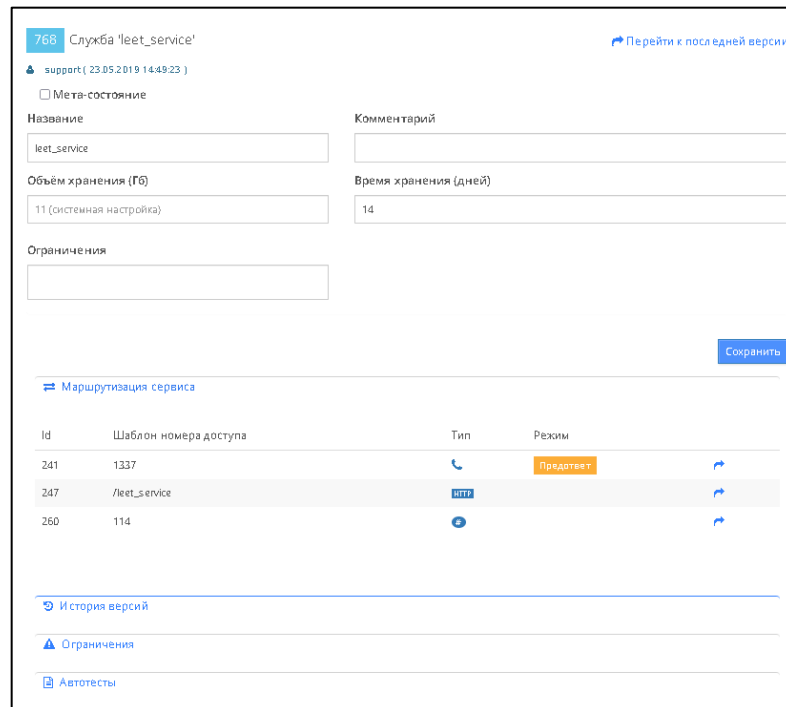 768 Служба 'leet_service' Перейти к последней версии
support ( 23.05.2019 14:49:23 )
Мета-состояние
Название Комментарий
leet_service
Объём хранения (Гб) Время хранения (дней)
11 (системная настройка) 14
Ограничения
Сохранить
Маршрутизация сервиса
Id Шаблон номера доступа Тип Режим
241 1337 Предответ
247 /leet_service HTTP
260 114 #
История версий
Ограничения
Автотесты